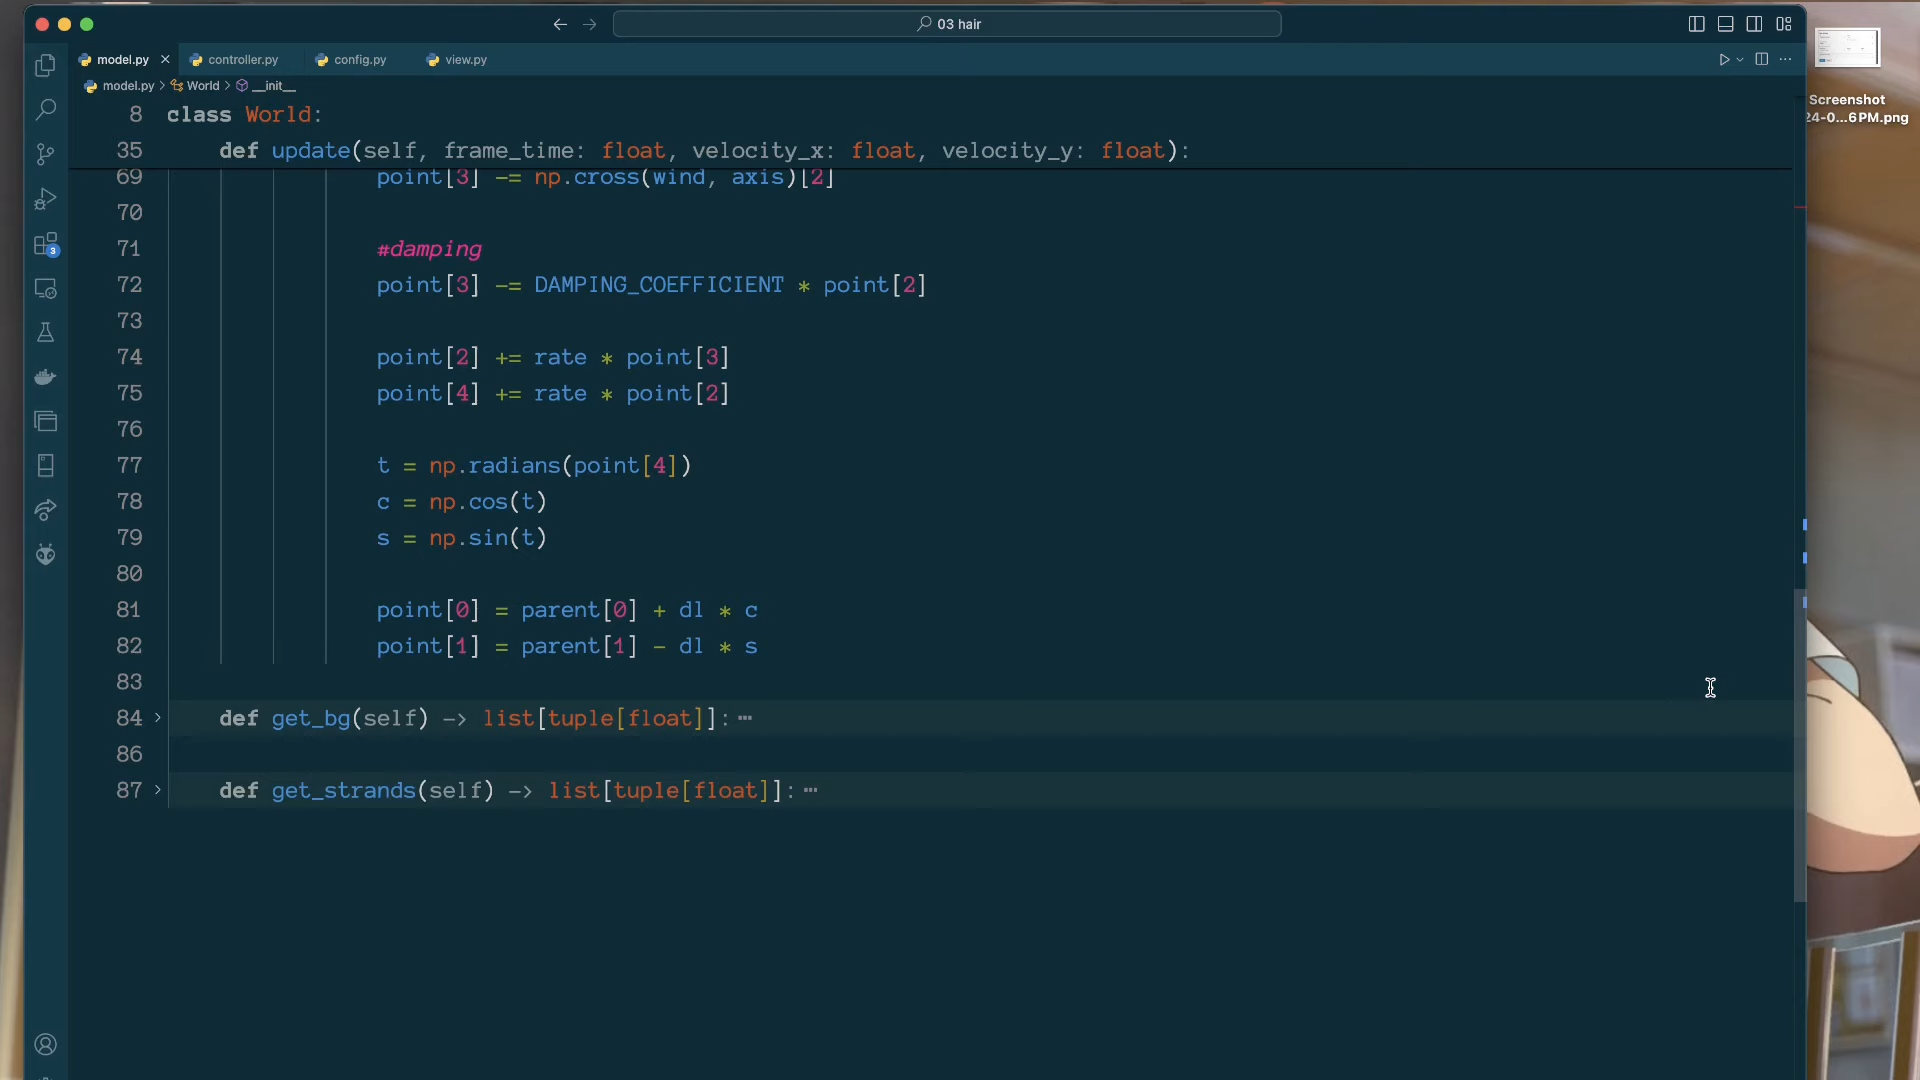 03 hair
model.py
controller.py
config.py
view.py
model.py > World > __init__
8 class World:
35 def update(self, frame_time: float, velocity_x: float, velocity_y: float):
69 point[3] -= np.cross(wind, axis)[2]
70
71 #damping
72 point[3] -= DAMPING_COEFFICIENT * point[2]
73
74 point[2] += rate * point[3]
75 point[4] += rate * point[2]
76
77 t = np.radians(point[4])
78 c = np.cos(t)
79 s = np.sin(t)
80
81 point[0] = parent[0] + dl * c
82 point[1] = parent[1] - dl * s
83
84 def get_bg(self) -> list[tuple[float]]:⋯
86
87 def get_strands(self) -> list[tuple[float]]:⋯
3
Screenshot
24-0...6PM.png